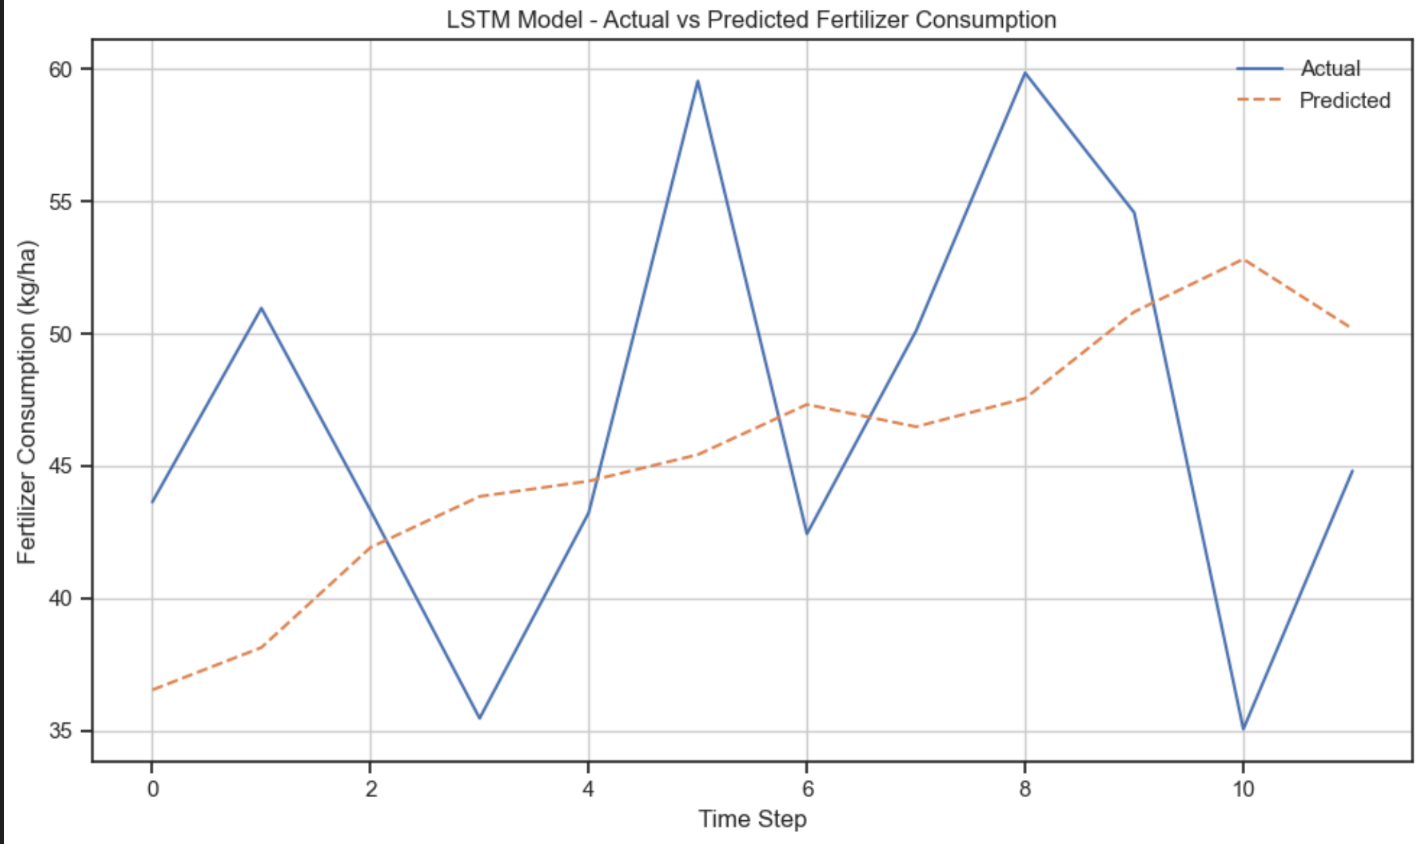 LSTM Model - Actual vs Predicted Fertilizer Consumption
Actual
Predicted
Fertilizer Consumption (kg/ha)
60
55
50
45
40
35
0 2 4 6 8 10
Time Step